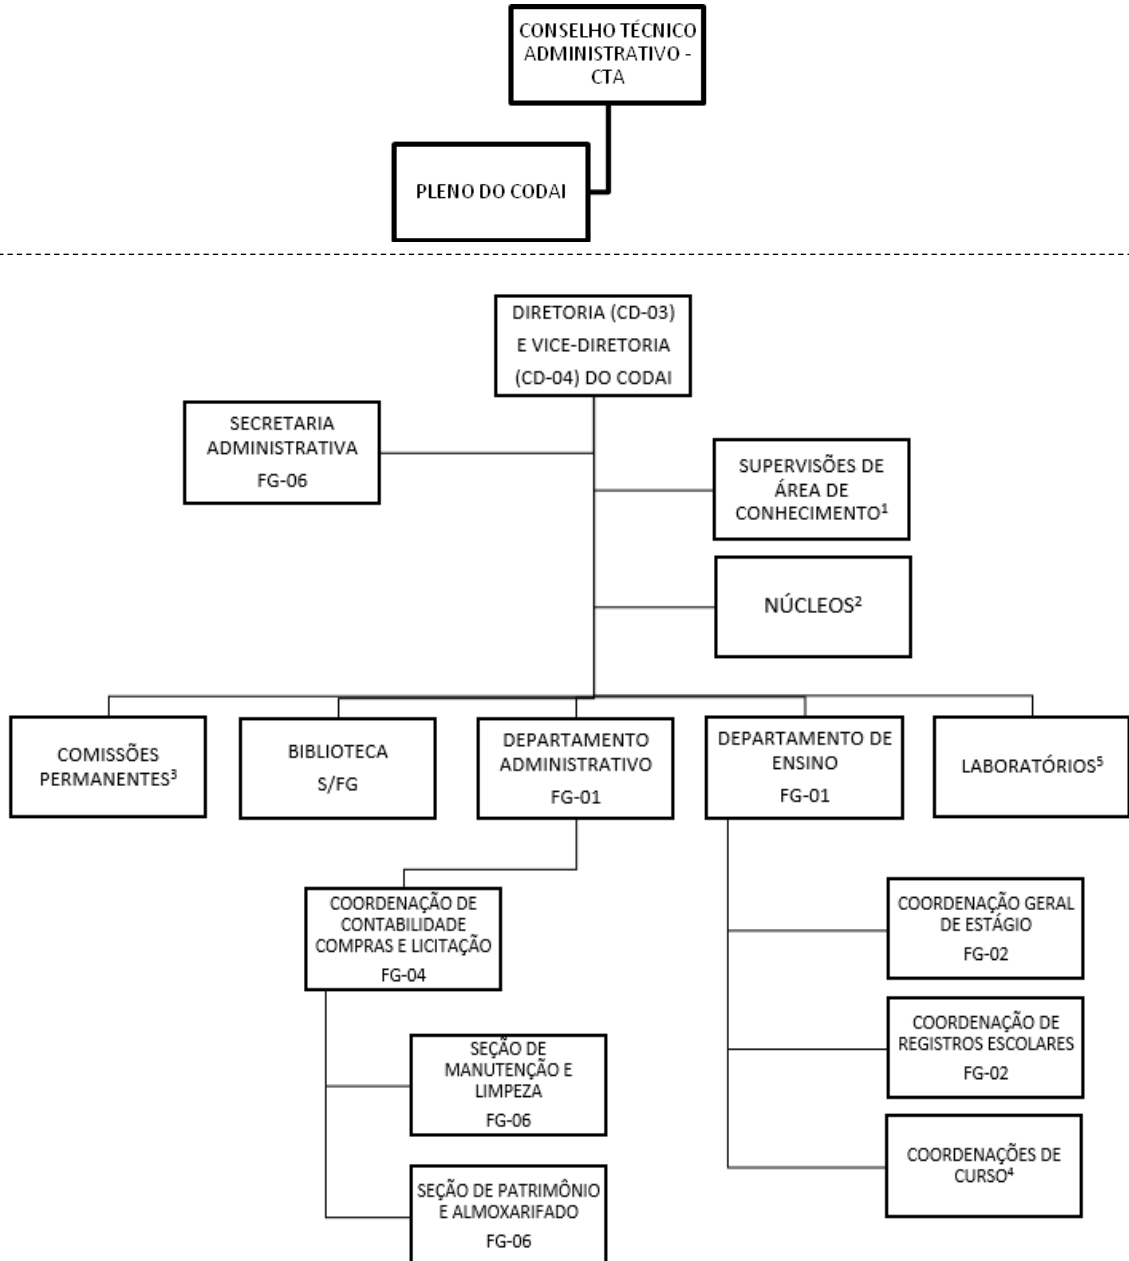 CONSELHO TÉCNICO
ADMINISTRATIVO -
CTA
PLENO DO CODAI
DIRETORIA (CD-03)
E VICE-DIRETORIA
(CD-04) DO CODAI
SECRETARIA
ADMINISTRATIVA
FG-06
SUPERVISÕES DE
ÁREA DE
CONHECIMENTO¹
NÚCLEOS²
COMISSÕES
PERMANENTES³
BIBLIOTECA
S/FG
DEPARTAMENTO
ADMINISTRATIVO
FG-01
DEPARTAMENTO DE
ENSINO
FG-01
LABORATÓRIOS⁵
COORDENAÇÃO DE
CONTABILIDADE
COMPRAS E LICITAÇÃO
FG-04
SEÇÃO DE
MANUTENÇÃO E
LIMPEZA
FG-06
SEÇÃO DE PATRIMÔNIO
E ALMOXARIFADO
FG-06
COORDENAÇÃO GERAL
DE ESTÁGIO
FG-02
COORDENAÇÃO DE
REGISTROS ESCOLARES
FG-02
COORDENAÇÕES DE
CURSO⁴